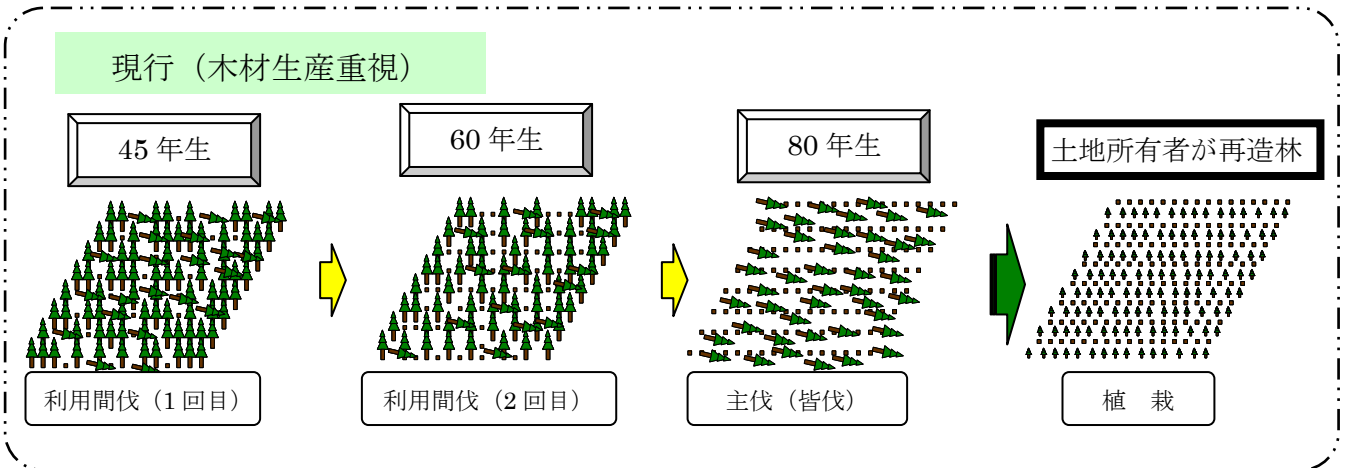 現行（木材生産重視）
45 年生
60 年生
80 年生
土地所有者が再造林
利用間伐（1 回目）
利用間伐（2 回目）
主伐（皆伐）
植　栽